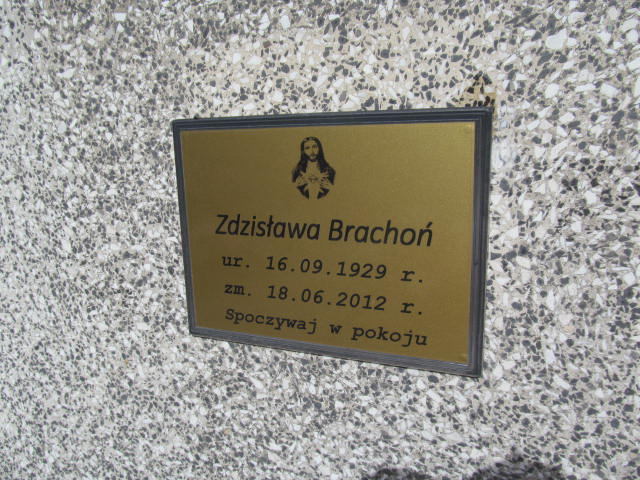 Zdzisława Brachoń
ur. 16.09.1929 r.
zm. 18.06.2012 r.
Spoczywaj w pokoju